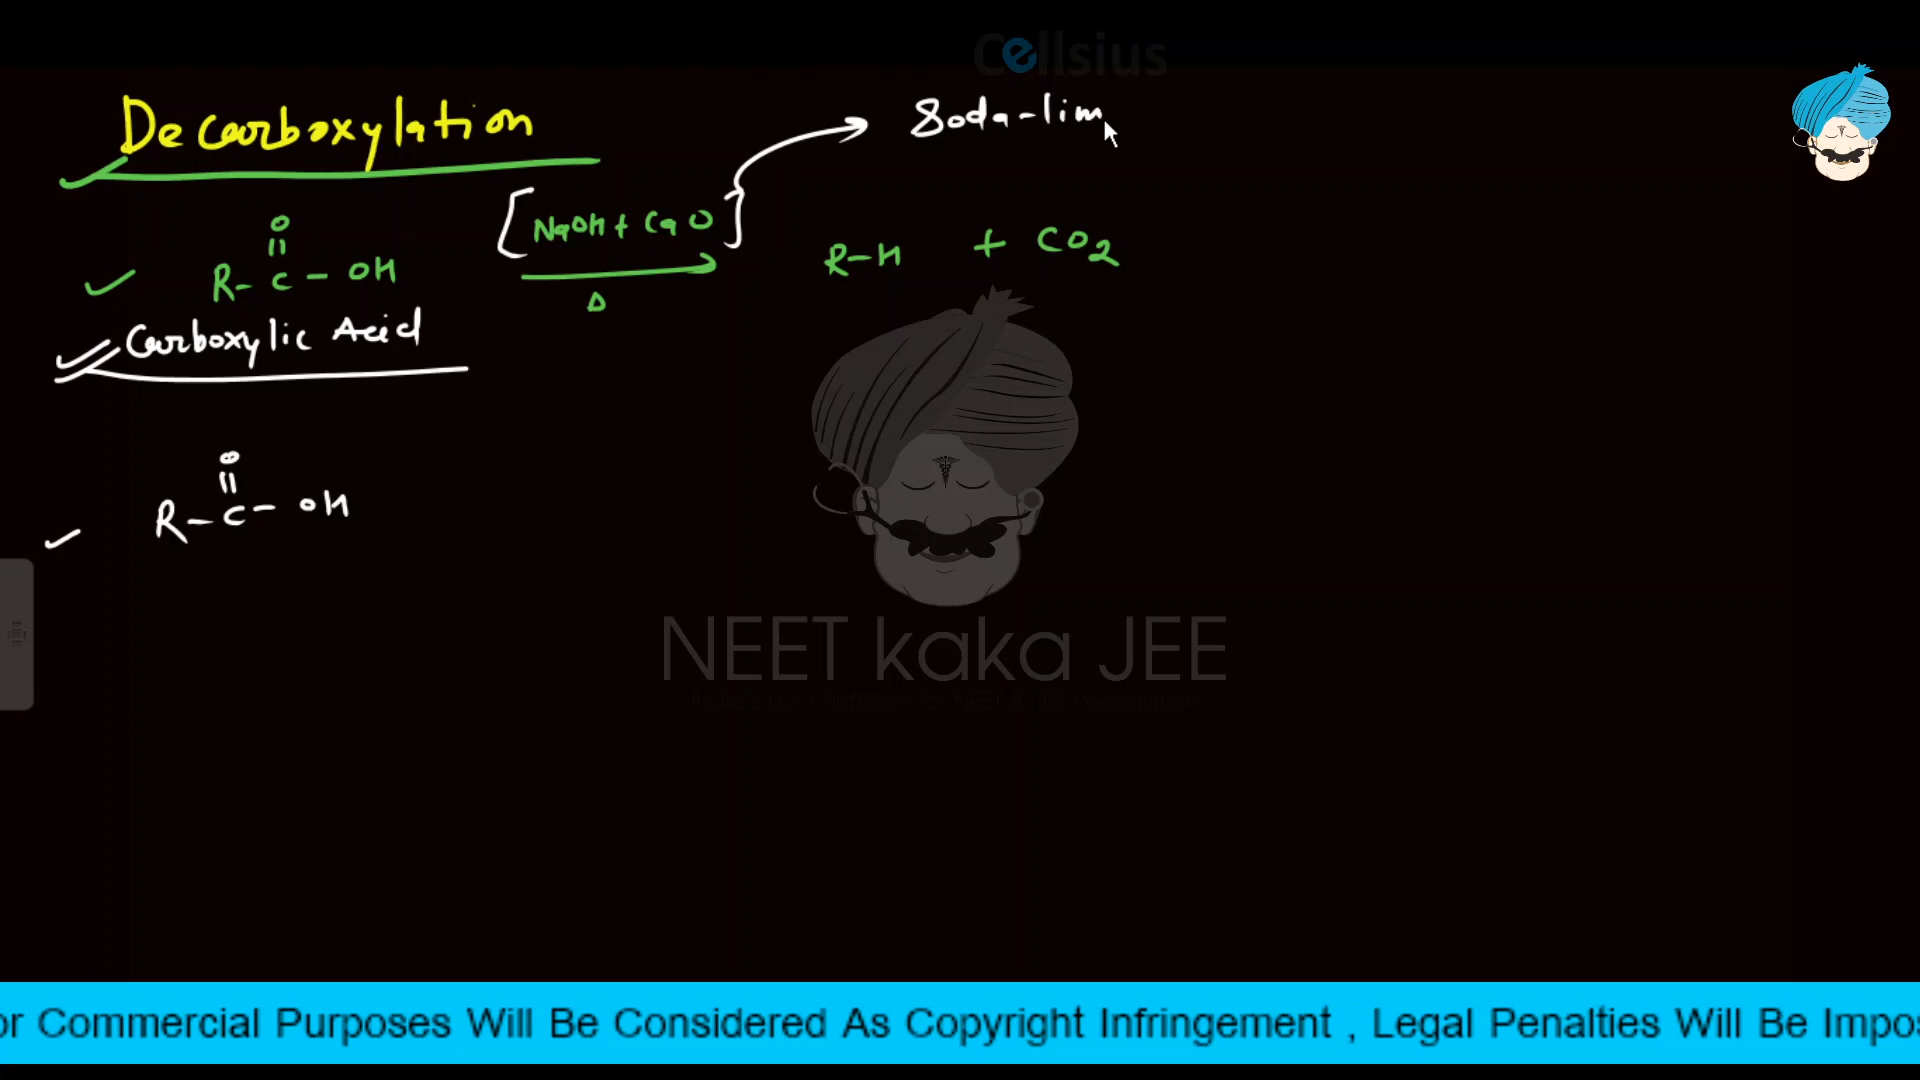 Cellsius
Decarboxylation
Soda-lim
[NaOH + CaO]
Δ
O
||
R - C - OH
R-H + CO2
Carboxylic Acid
O
||
R - C - OH
NEET kaka JEE
or Commercial Purposes Will Be Considered As Copyright Infringement , Legal Penalties Will Be Impos